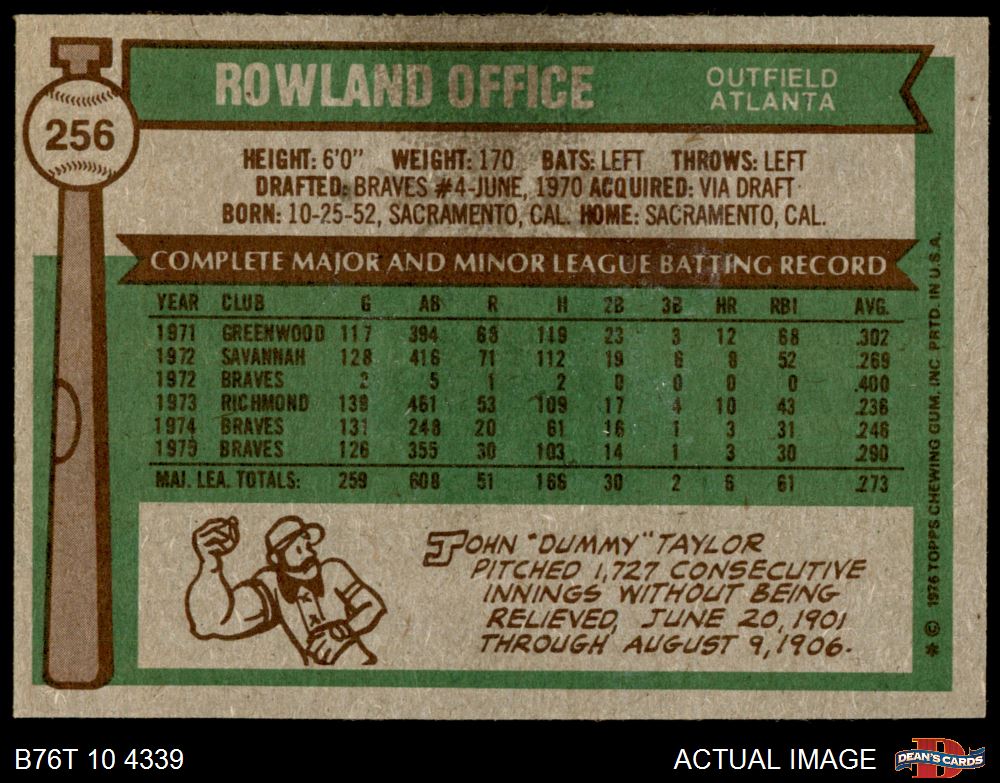 ROWLAND OFFICE
OUTFIELD
ATLANTA
256
HEIGHT: 6'0" WEIGHT: 170 BATS: LEFT THROWS: LEFT
DRAFTED: BRAVES #4-JUNE, 1970 ACQUIRED: VIA DRAFT
BORN: 10-25-52, SACRAMENTO, CAL. HOME: SACRAMENTO, CAL.
COMPLETE MAJOR AND MINOR LEAGUE BATTING RECORD
YEAR CLUB G AB R H 2B 3B HR RBI AVG.
1971 GREENWOOD 117 394 63 119 23 3 12 68 .302
1972 SAVANNAH 128 416 71 112 19 6 8 52 .269
1972 BRAVES 2 5 1 2 0 0 0 0 .400
1973 RICHMOND 139 461 53 109 17 4 10 43 .236
1974 BRAVES 131 248 20 61 16 1 3 31 .246
1975 BRAVES 126 355 30 103 14 1 3 30 .290
MAJ. LEA. TOTALS: 259 608 51 166 30 2 6 61 .273
JOHN "DUMMY" TAYLOR
PITCHED 1,727 CONSECUTIVE
INNINGS WITHOUT BEING
RELIEVED, JUNE 20, 1901
THROUGH AUGUST 9, 1906.
* © 1976 TOPPS CHEWING GUM, INC PRTD. IN U.S.A.
B76T 10 4339
ACTUAL IMAGE
D
DEAN'S CARDS